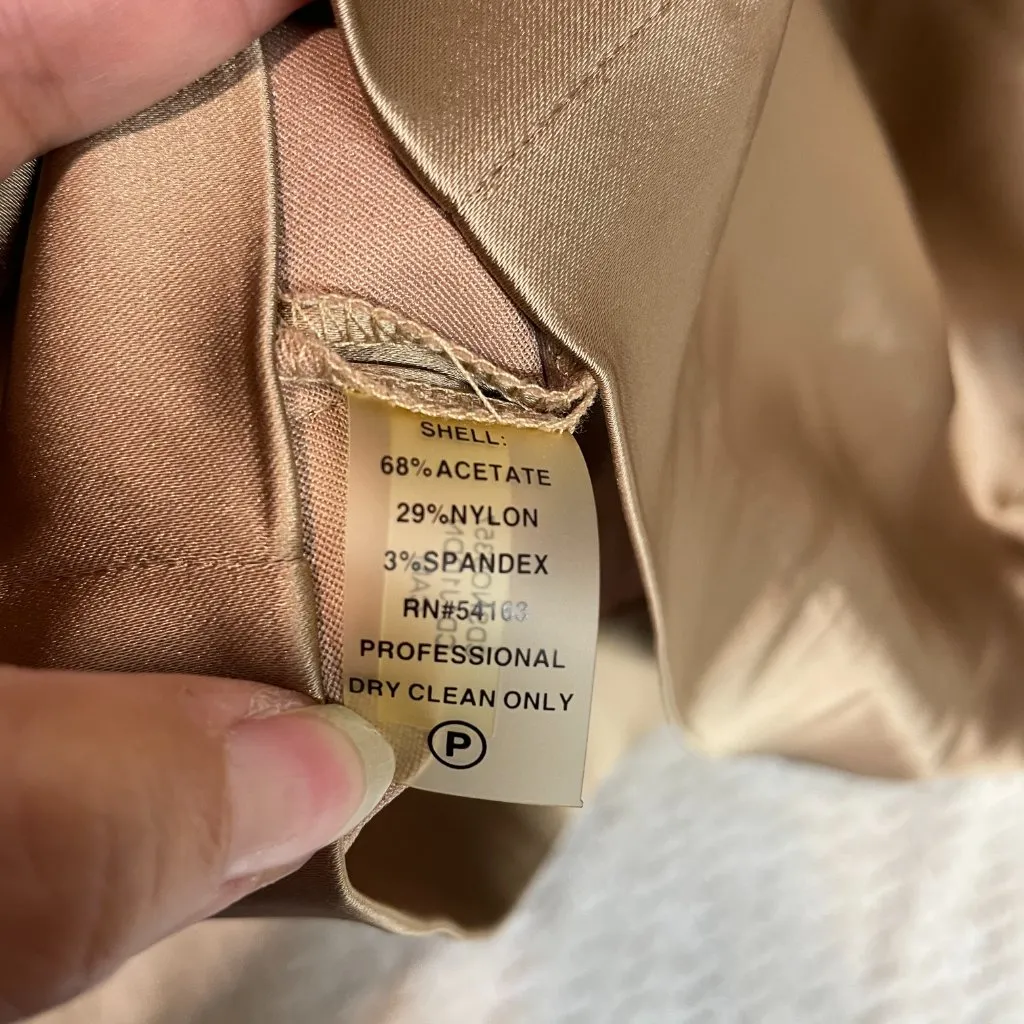 SHELL:
68%ACETATE
29%NYLON
3%SPANDEX
RN#54163
PROFESSIONAL
DRY CLEAN ONLY
P